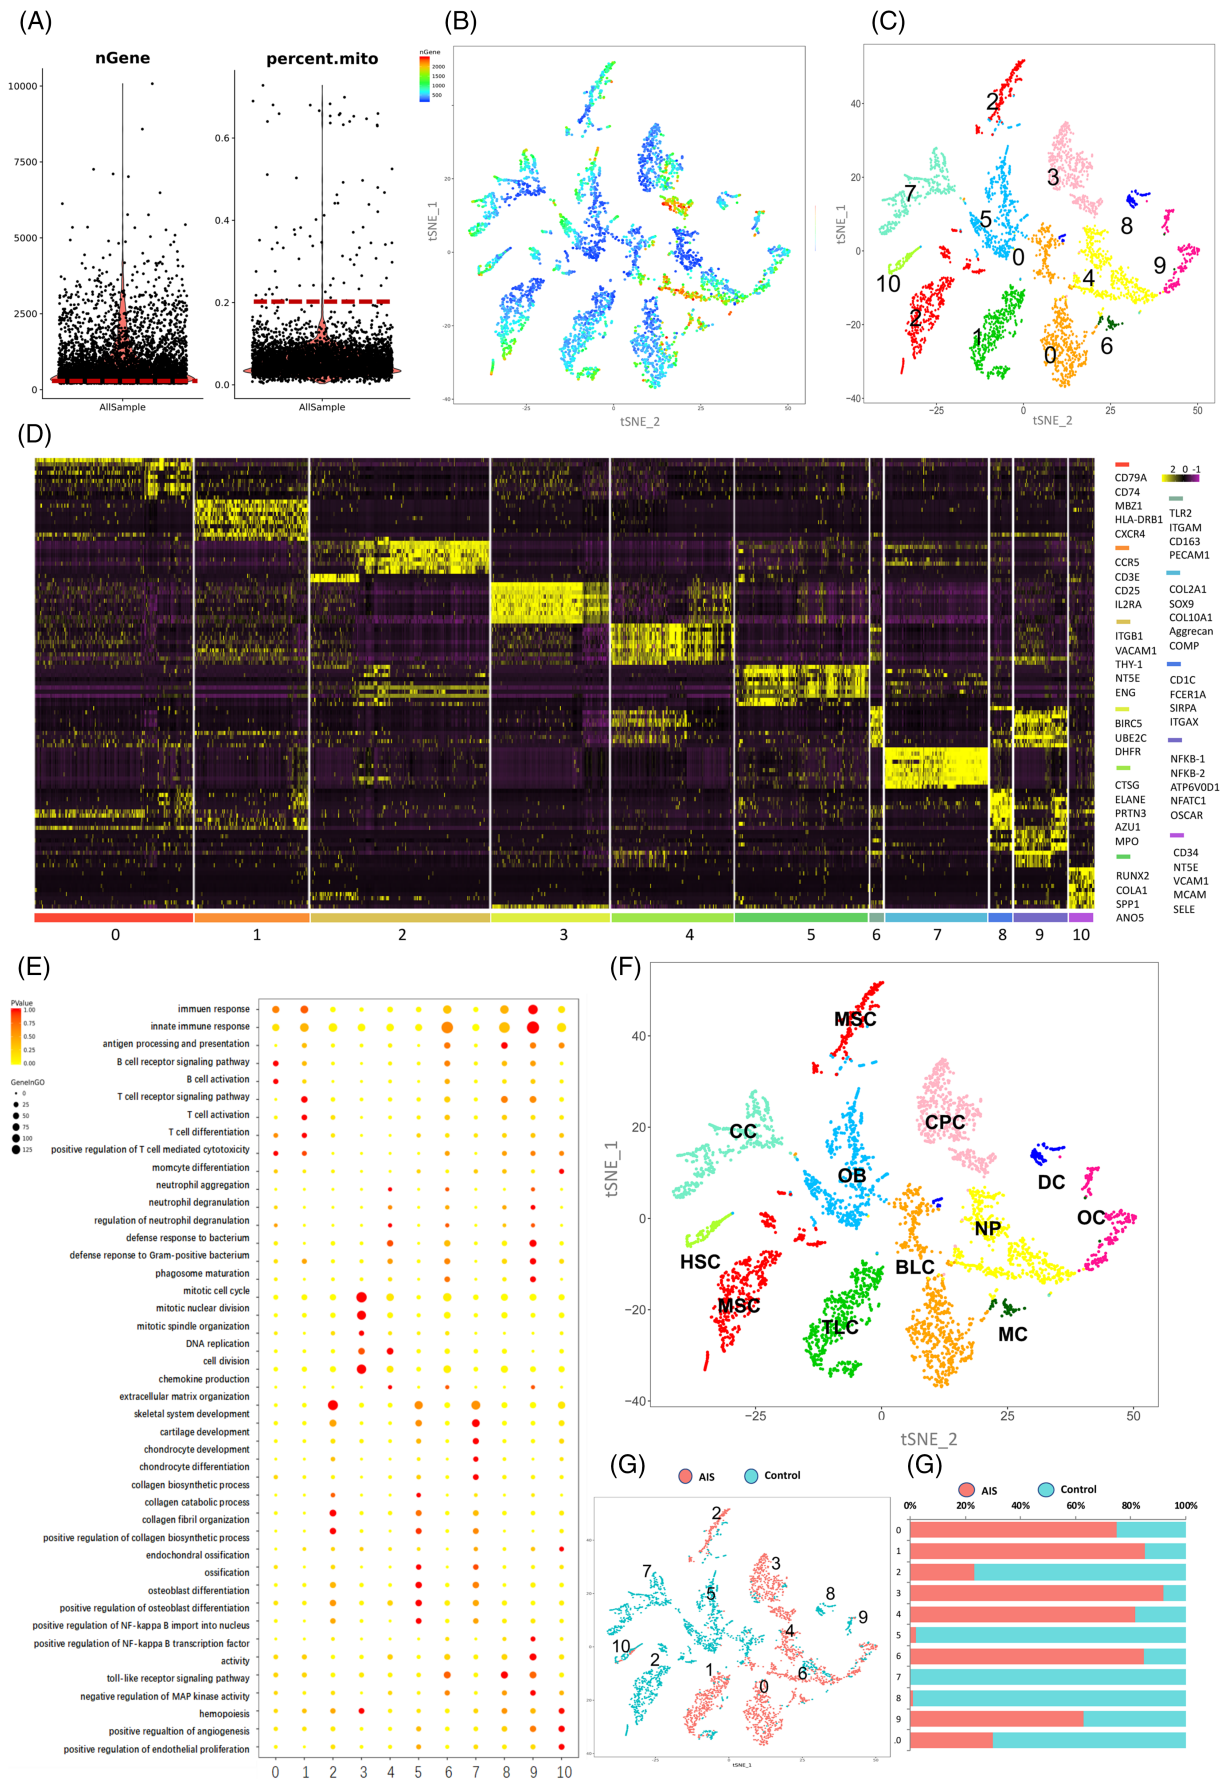 (A)
nGene
percent.mito
10000
7500
5000
2500
0
0.6
0.4
0.2
0.0
AllSample
AllSample
(B)
nGene
2000
1000
500
tSNE_1
20
0
-20
-40
-25
0
25
50
tSNE_2
(C)
tSNE_1
40
20
0
-20
-40
-25
0
25
50
tSNE_2
2
3
7
8
5
0
9
10
4
2
1
0
6
(D)
CD79A
CD74
MBZ1
HLA-DRB1
CXCR4
CCR5
CD3E
CD25
IL2RA
ITGB1
VACAM1
THY-1
NT5E
ENG
BIRC5
UBE2C
DHFR
CTSG
ELANE
PRTN3
AZU1
MPO
RUNX2
COLA1
SPP1
ANO5
2 0 -1
TLR2
ITGAM
CD163
PECAM1
COL2A1
SOX9
COL10A1
Aggrecan
COMP
CD1C
FCER1A
SIRPA
ITGAX
NFKB-1
NFKB-2
ATP6V0D1
NFATC1
OSCAR
CD34
NT5E
VCAM1
MCAM
SELE
0 1 2 3 4 5 6 7 8 9 10
(E)
PValue
1.00
0.75
0.50
0.25
0.00
GeneInGO
0
25
50
75
100
125
immuen response
innate immune response
antigen processing and presentation
B cell receptor signaling pathway
B cell activation
T cell receptor signaling pathway
T cell activation
T cell differentiation
positive regulation of T cell mediated cytotoxicity
momcyte differentiation
neutrophil aggregation
neutrophil degranulation
regulation of neutrophil degranulation
defense response to bacterium
defense reponse to Gram-positive bacterium
phagosome maturation
mitotic cell cycle
mitotic nuclear division
mitotic spindle organization
DNA replication
cell division
chemokine production
extracellular matrix organization
skeletal system development
cartilage development
chondrocyte development
chondrocyte differentiation
collagen biosynthetic process
collagen catabolic process
collagen fibril organization
positive regulation of collagen biosynthetic process
endochondral ossification
ossification
osteoblast differentiation
positive regulation of osteoblast differentiation
positive regulation of NF-kappa B import into nucleus
positive regulation of NF-kappa B transcription factor
activity
toll-like receptor signaling pathway
negative regulation of MAP kinase activity
hemopoiesis
positive regualtion of angiogenesis
positive regulation of endothelial proliferation
0 1 2 3 4 5 6 7 8 9 10
(F)
tSNE_1
40
20
0
-20
-40
-25
0
25
50
tSNE_2
MSC
CC
CPC
OB
DC
NP
OC
HSC
BLC
MSC
TLC
MC
(G)
AIS
Control
2
3
7
5
8
9
4
10
2
1
6
0
-25
0
25
50
tSNE_1
(G)
AIS
Control
0% 20% 40% 60% 80% 100%
0
1
2
3
4
5
6
7
8
9
.0